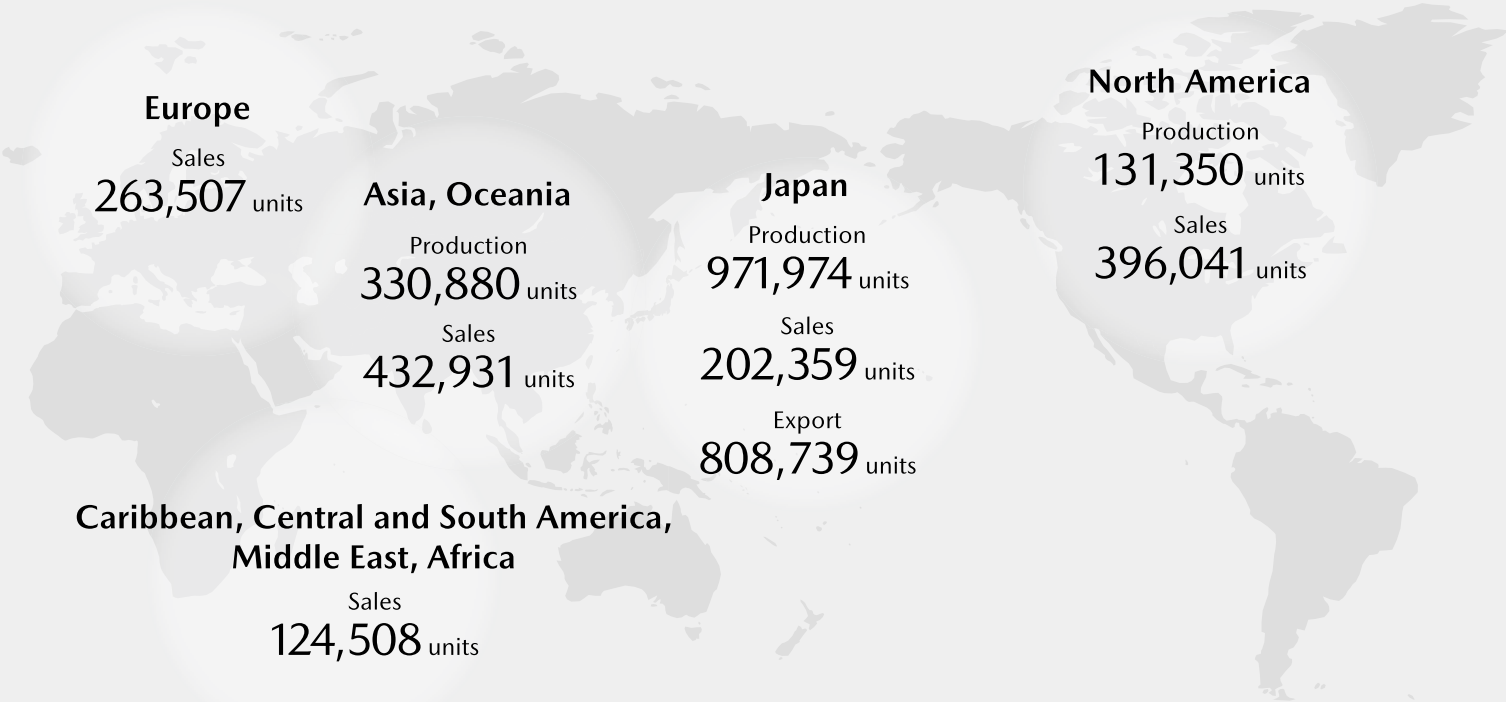 Europe
Sales
263,507 units
Asia, Oceania
Production
330,880 units
Sales
432,931 units
Japan
Production
971,974 units
Sales
202,359 units
Export
808,739 units
North America
Production
131,350 units
Sales
396,041 units
Caribbean, Central and South America,
Middle East, Africa
Sales
124,508 units